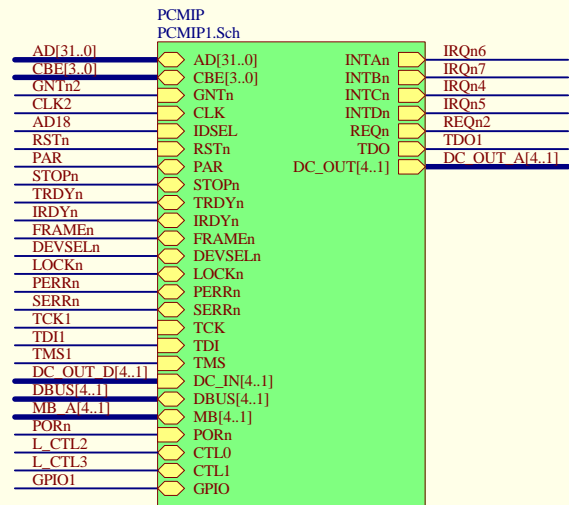 PCMIP
PCMIP1.Sch
AD[31..0] AD[31..0] INTAn IRQn6
CBE[3..0] CBE[3..0] INTBn IRQn7
GNTn2 GNTn INTCn IRQn4
CLK2 CLK INTDn IRQn5
AD18 IDSEL REQn REQn2
RSTn RSTn TDO TDO1
PAR PAR DC_OUT[4..1] DC_OUT_A[4..1]
STOPn STOPn
TRDYn TRDYn
IRDYn IRDYn
FRAMEn FRAMEn
DEVSELn DEVSELn
LOCKn LOCKn
PERRn PERRn
SERRn SERRn
TCK1 TCK
TDI1 TDI
TMS1 TMS
DC_OUT_D[4..1] DC_IN[4..1]
DBUS[4..1] DBUS[4..1]
MB_A[4..1] MB[4..1]
PORn PORn
L_CTL2 CTL0
L_CTL3 CTL1
GPIO1 GPIO